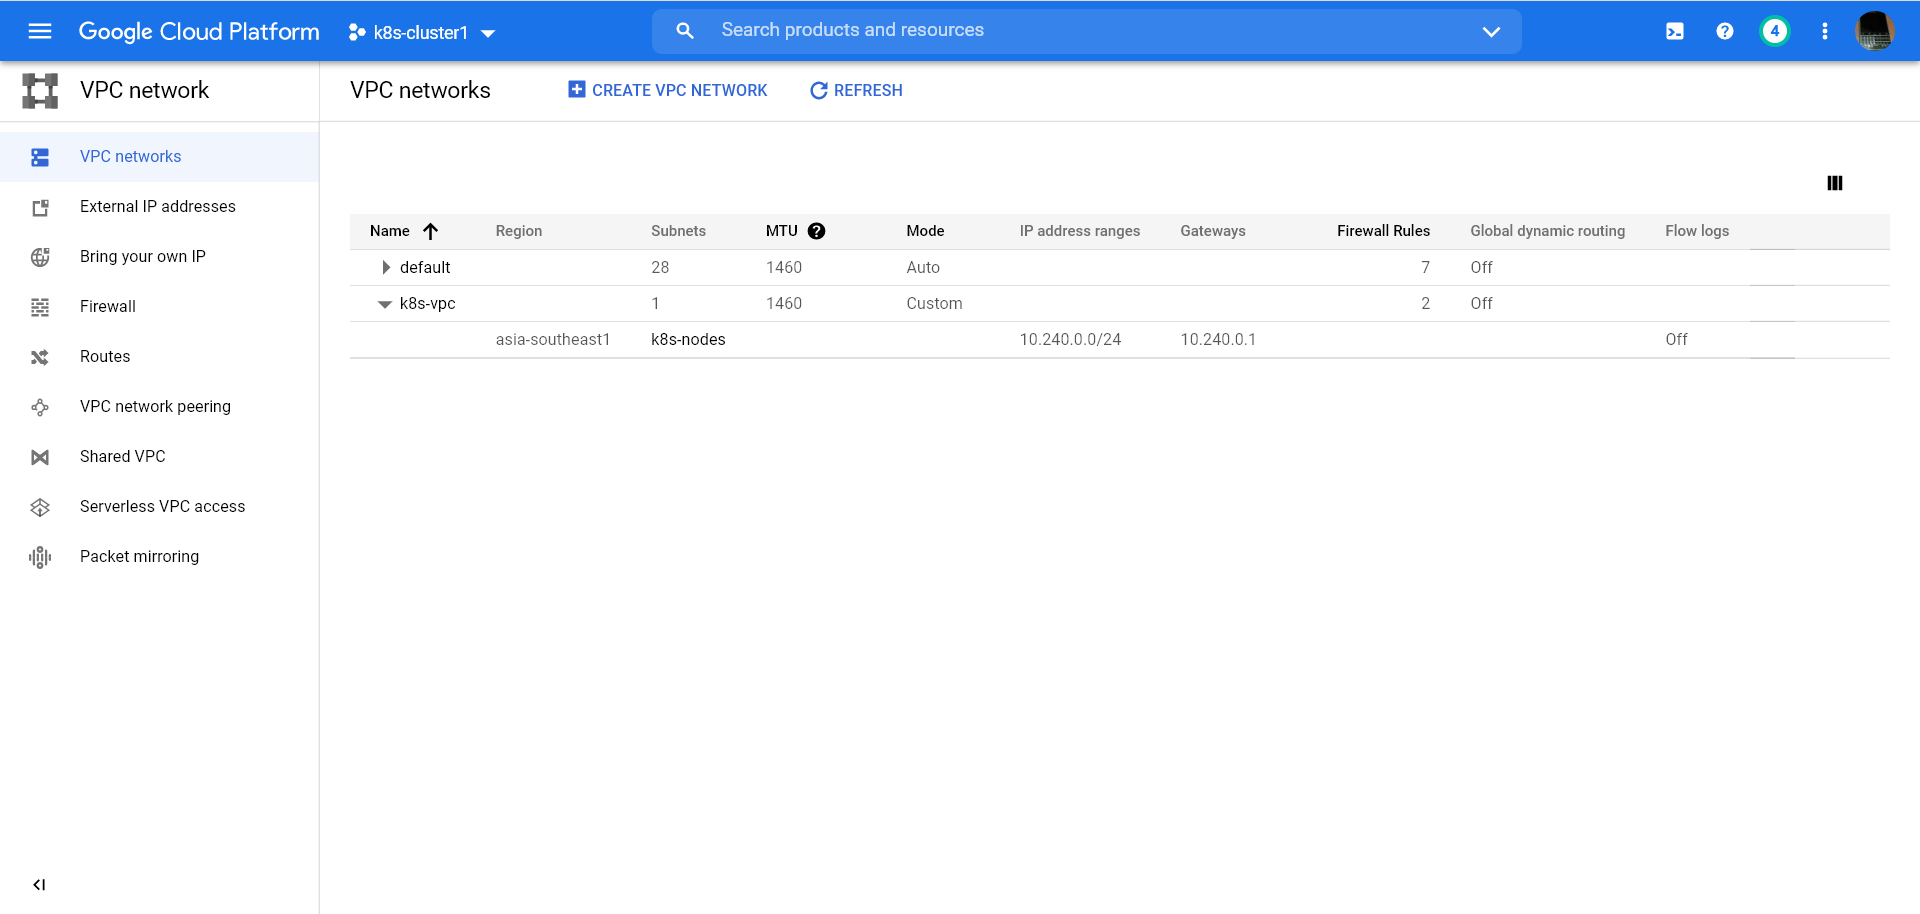 Google Cloud Platform k8s-cluster1 Search products and resources 4
VPC network
VPC networks CREATE VPC NETWORK REFRESH
VPC networks
External IP addresses
Bring your own IP
Firewall
Routes
VPC network peering
Shared VPC
Serverless VPC access
Packet mirroring
Name Region Subnets MTU Mode IP address ranges Gateways Firewall Rules Global dynamic routing Flow logs
default 28 1460 Auto 7 Off
k8s-vpc 1 1460 Custom 2 Off
asia-southeast1 k8s-nodes 10.240.0.0/24 10.240.0.1 Off